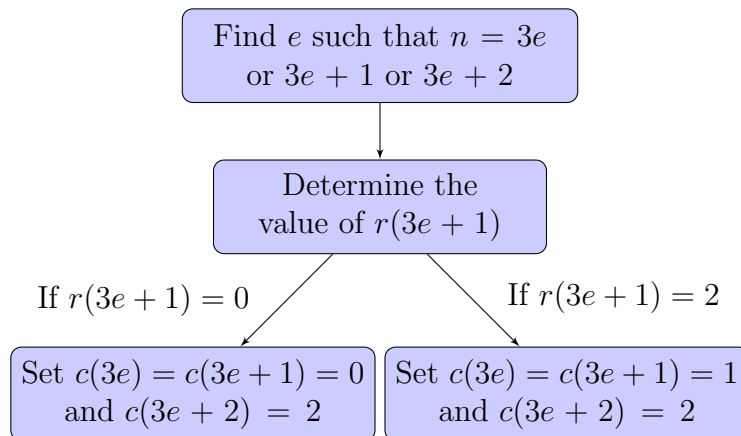 Find e such that n = 3e
or 3e + 1 or 3e + 2
Determine the
value of r(3e + 1)
If r(3e + 1) = 0
If r(3e + 1) = 2
Set c(3e) = c(3e + 1) = 0
and c(3e + 2) = 2
Set c(3e) = c(3e + 1) = 1
and c(3e + 2) = 2